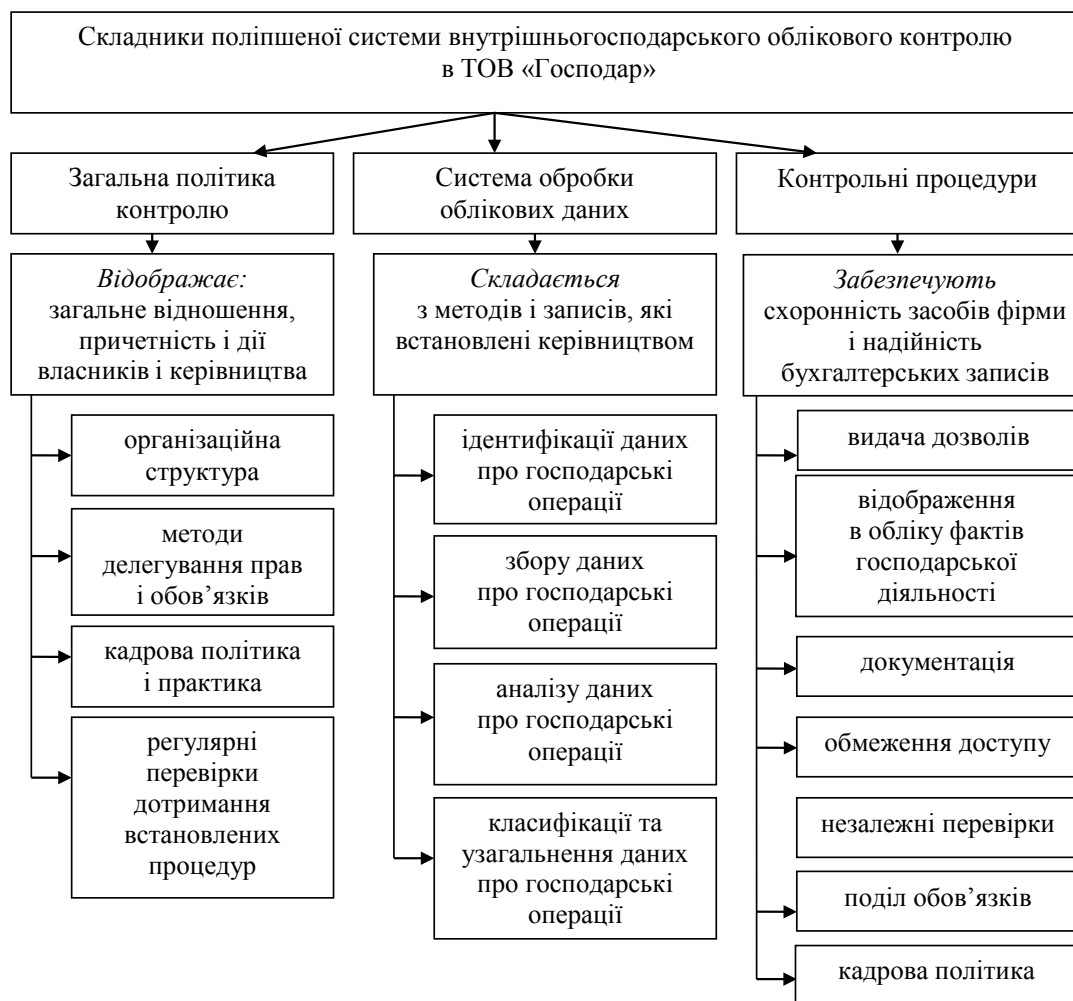 Складники поліпшеної системи внутрішньогосподарського облікового контролю
в ТОВ «Господар»
Загальна політика
контролю
Відображає:
загальне відношення,
причетність і дії
власників і керівництва
організаційна
структура
методи
делегування прав
і обов’язків
кадрова політика
і практика
регулярні
перевірки
дотримання
встановлених
процедур
Система обробки
облікових даних
Складається
з методів і записів, які
встановлені керівництвом
ідентифікації даних
про господарські
операції
збору даних
про господарські
операції
аналізу даних
про господарські
операції
класифікації та
узагальнення даних
про господарські
операції
Контрольні процедури
Забезпечують
схоронність засобів фірми
і надійність
бухгалтерських записів
видача дозволів
відображення
в обліку фактів
господарської
діяльності
документація
обмеження доступу
незалежні перевірки
поділ обов’язків
кадрова політика